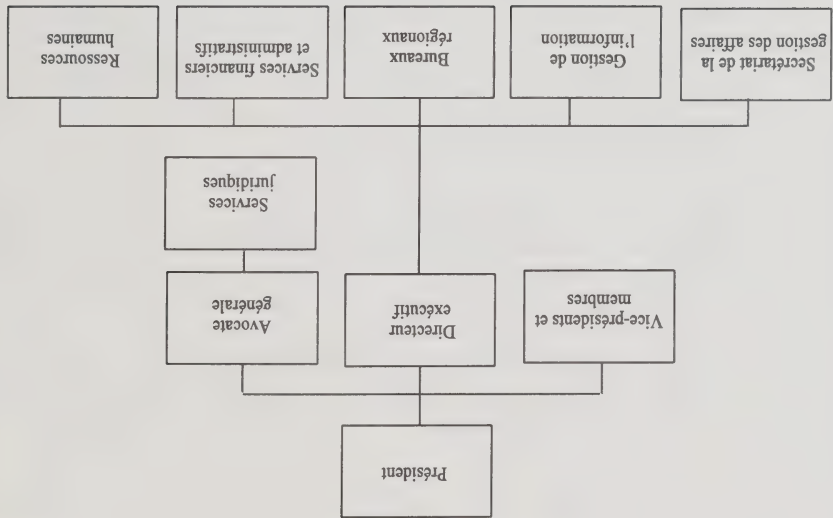 Président
Vice-présidents et
membres
Directeur
exécutif
Avocate
générale
Services
juridiques
Secrétariat de la
gestion des affaires
Gestion de
l'information
Bureaux
régionaux
Services financiers
et administratifs
Ressources
humaines